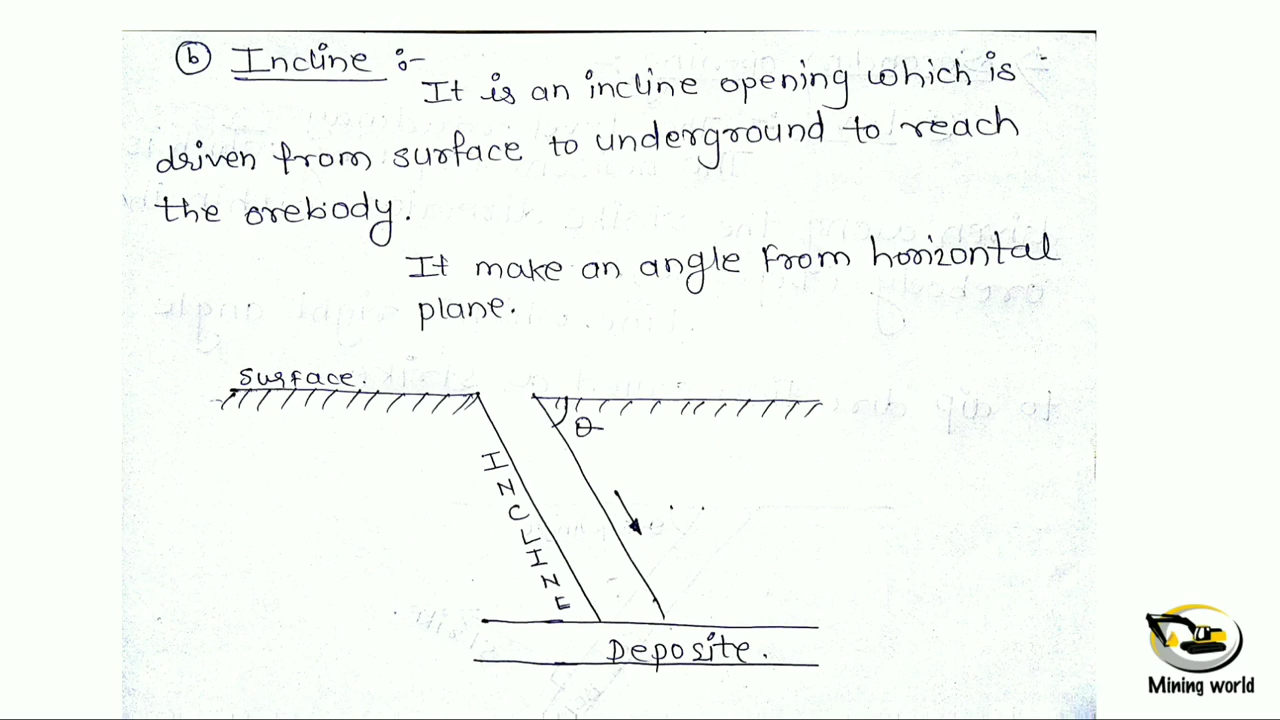 ⓑ Incline :-
It is an incline opening which is
driven from surface to underground to reach
the orebody.
It make an angle from horizontal
plane.
Surface.
θ
INCLINE
Deposite.
Mining world